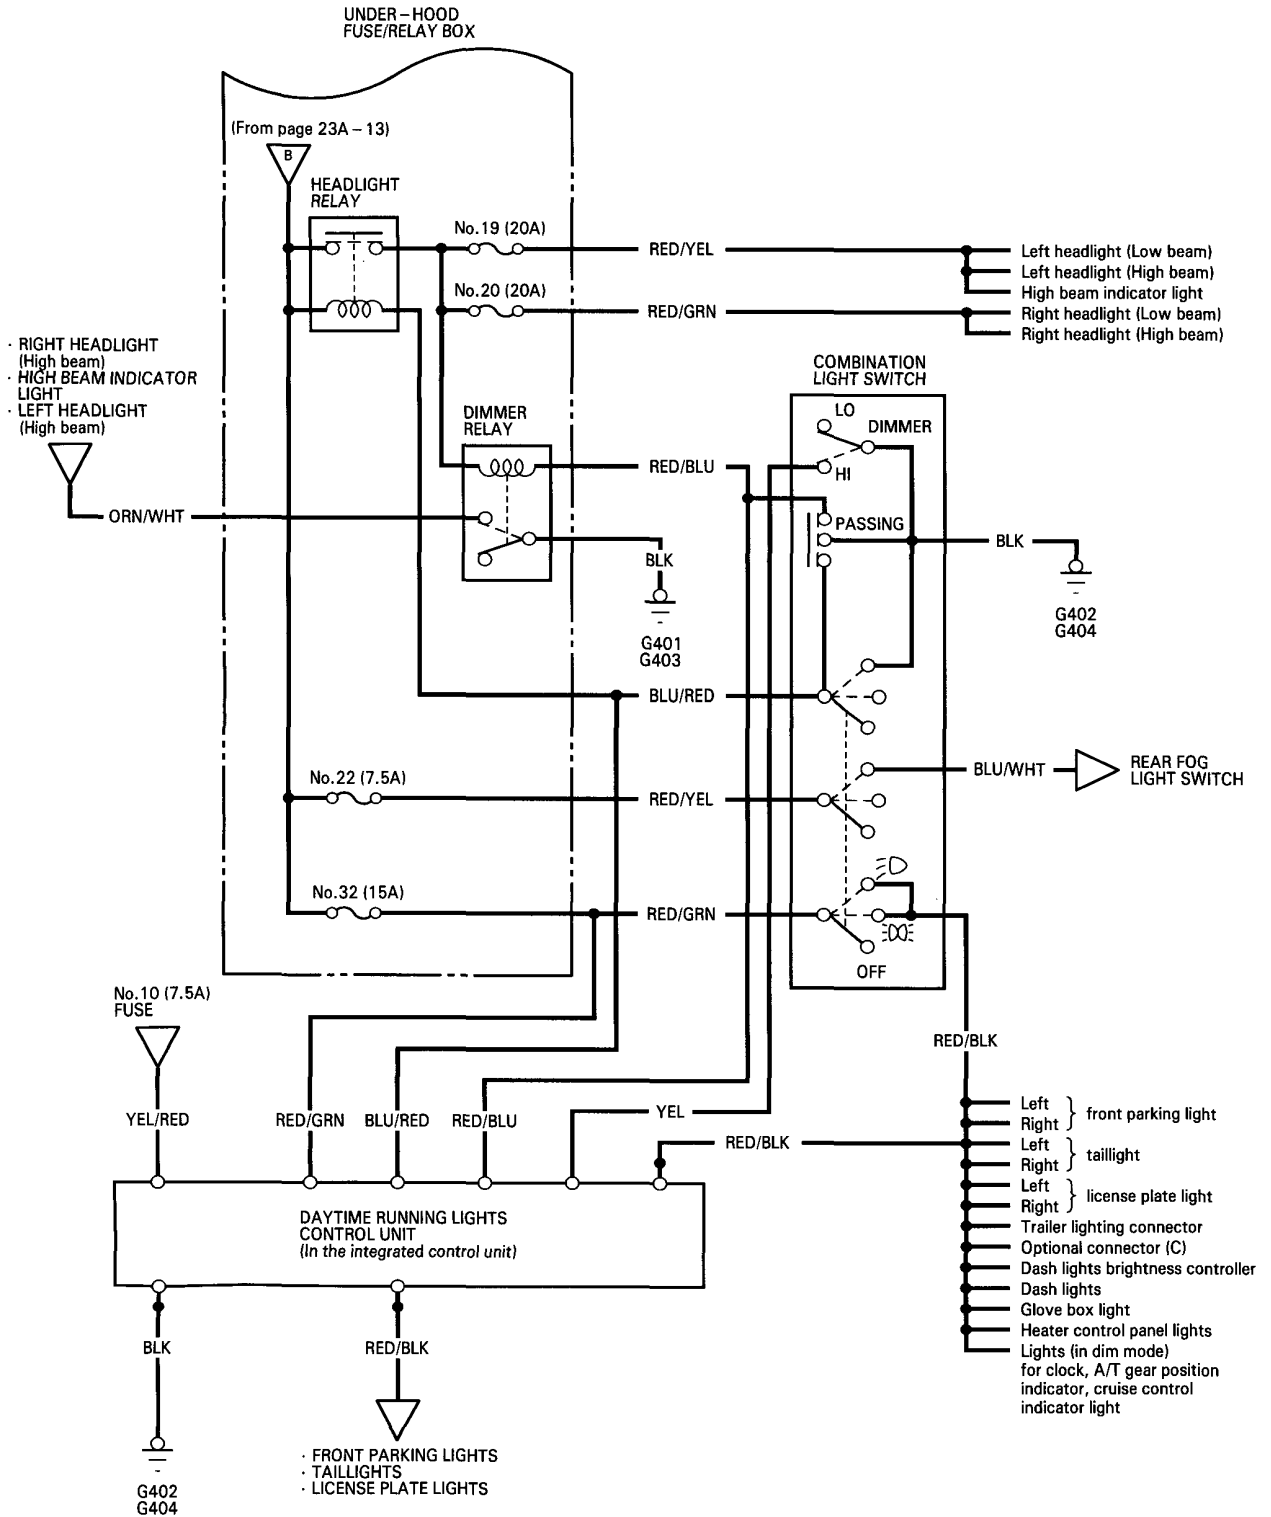 UNDER-HOOD
FUSE/RELAY BOX
(From page 23A-13)
B
HEADLIGHT
RELAY
No.19 (20A)
RED/YEL
Left headlight (Low beam)
Left headlight (High beam)
High beam indicator light
No.20 (20A)
RED/GRN
Right headlight (Low beam)
Right headlight (High beam)
· RIGHT HEADLIGHT
(High beam)
· HIGH BEAM INDICATOR
LIGHT
· LEFT HEADLIGHT
(High beam)
COMBINATION
LIGHT SWITCH
LO
DIMMER
HI
DIMMER
RELAY
RED/BLU
ORN/WHT
PASSING
BLK
BLK
G402
G404
G401
G403
BLU/RED
BLU/WHT
REAR FOG
LIGHT SWITCH
No.22 (7.5A)
RED/YEL
No.32 (15A)
RED/GRN
OFF
No.10 (7.5A)
FUSE
RED/BLK
YEL/RED
RED/GRN
BLU/RED
RED/BLU
YEL
RED/BLK
Left
Right
front parking light
Left
Right
taillight
Left
Right
license plate light
Trailer lighting connector
Optional connector (C)
Dash lights brightness controller
Dash lights
Glove box light
Heater control panel lights
Lights (in dim mode)
for clock, A/T gear position
indicator, cruise control
indicator light
DAYTIME RUNNING LIGHTS
CONTROL UNIT
(In the integrated control unit)
BLK
RED/BLK
G402
G404
· FRONT PARKING LIGHTS
· TAILLIGHTS
· LICENSE PLATE LIGHTS